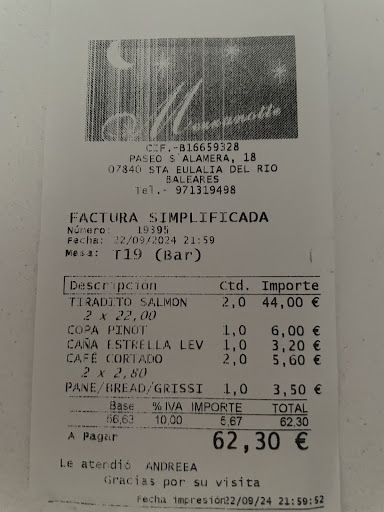 Mezzanotte
CIF.-B16659328
PASEO S'ALAMERA, 18
07840 STA EULALIA DEL RIO
BALEARES
Tel.- 971319498
FACTURA SIMPLIFICADA
Número: 19395
Fecha: 22/09/2024 21:59
Mesa: T19 (Bar)
Descripción Ctd. Importe
TIRADITO SALMON 2,0 44,00 €
2 x 22,00
COPA PINOT 1,0 6,00 €
CAÑA ESTRELLA LEV 1,0 3,20 €
CAFÉ CORTADO 2,0 5,60 €
2 x 2,80
PANE/BREAD/GRISSI 1,0 3,50 €
Base % IVA IMPORTE TOTAL
56,63 10,00 5,67 62,30
A Pagar 62,30 €
Le atendió ANDREEA
Gracias por su visita
Fecha impresión22/09/24 21:59:52